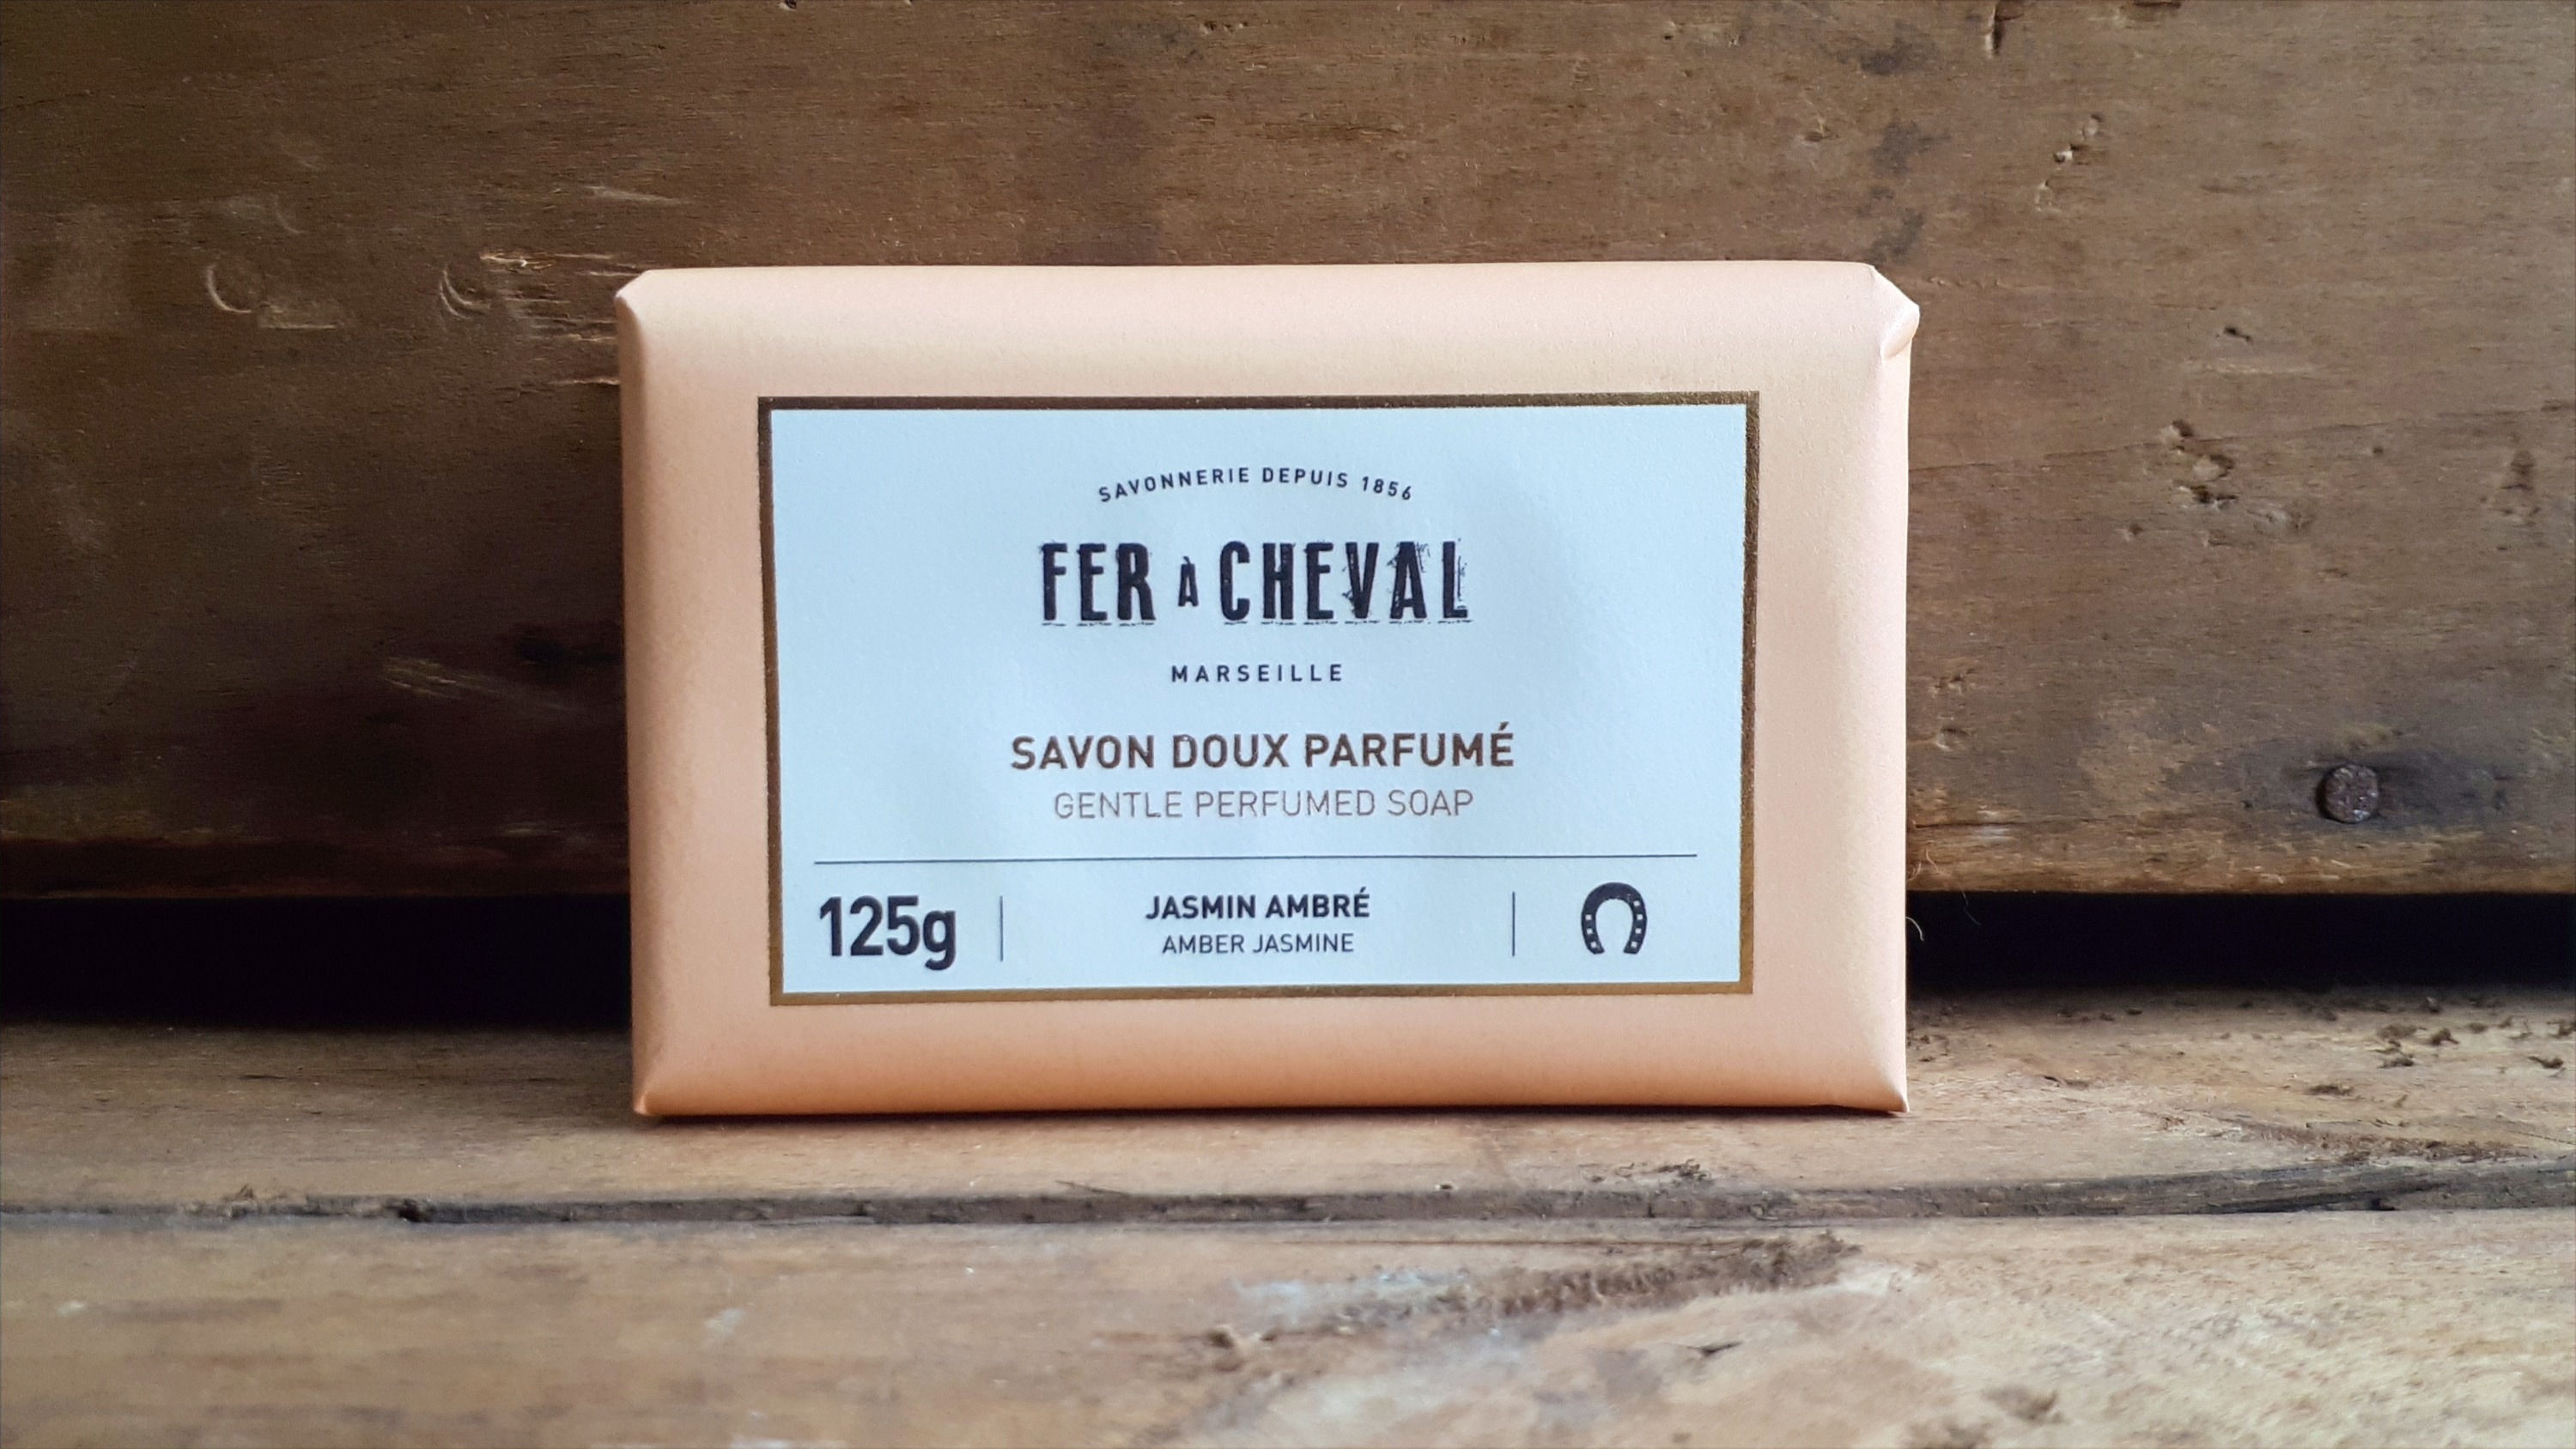 SAVONNERIE DEPUIS 1856
FER À CHEVAL
MARSEILLE
SAVON DOUX PARFUMÉ
GENTLE PERFUMED SOAP
125g
JASMIN AMBRÉ
AMBER JASMINE